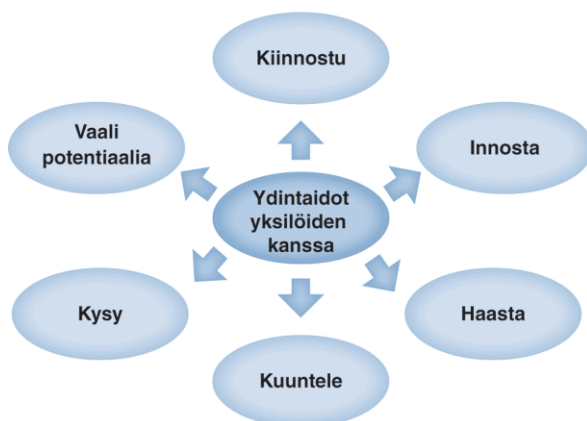 Kiinnostu
Vaali
potentiaalia
Innosta
Ydintaidot
yksilöiden
kanssa
Kysy
Haasta
Kuuntele